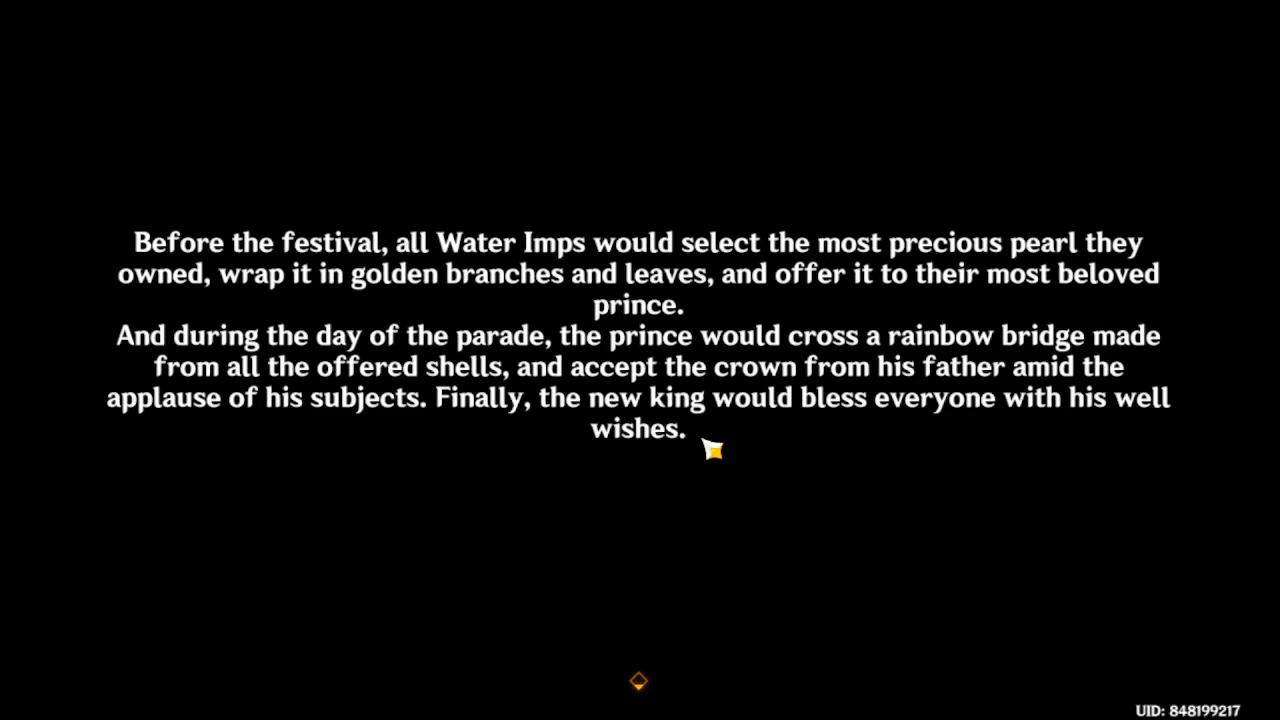 Before the festival, all Water Imps would select the most precious pearl they
owned, wrap it in golden branches and leaves, and offer it to their most beloved
prince.
And during the day of the parade, the prince would cross a rainbow bridge made
from all the offered shells, and accept the crown from his father amid the
applause of his subjects. Finally, the new king would bless everyone with his well
wishes.
UID: 848199217